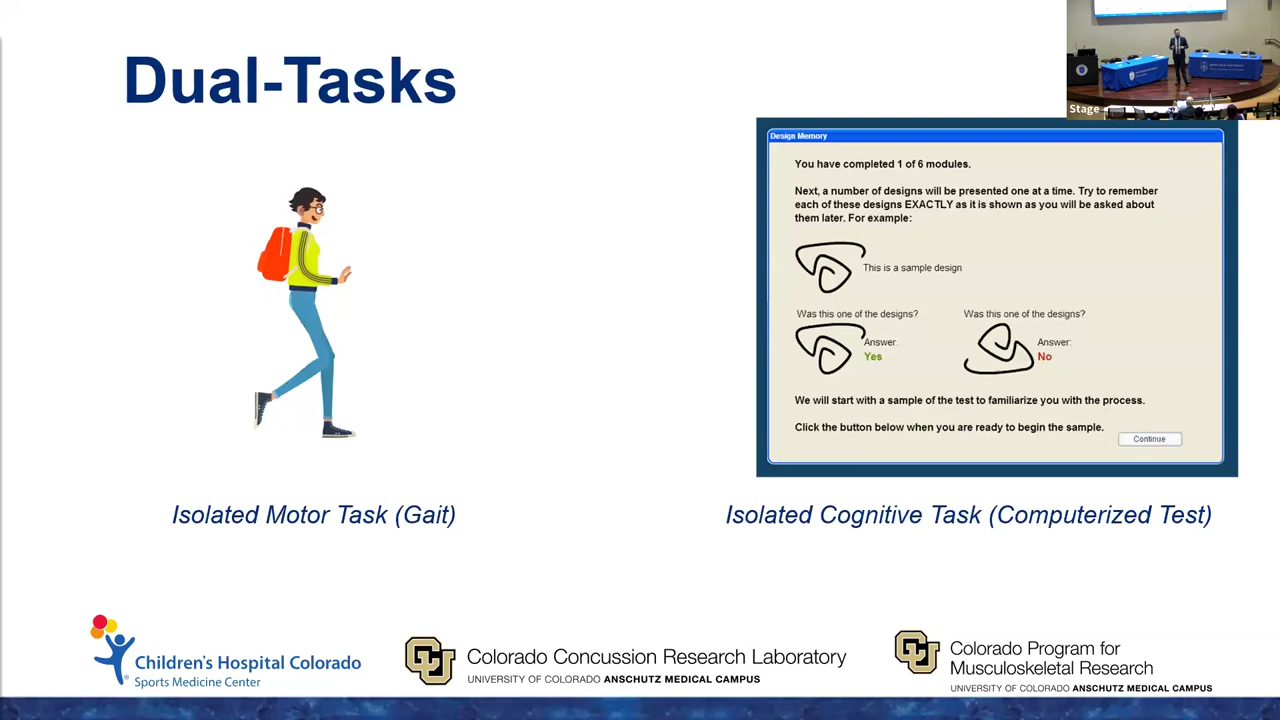 Dual-Tasks
Stage
Design Memory
You have completed 1 of 6 modules.
Next, a number of designs will be presented one at a time. Try to remember
each of these designs EXACTLY as it is shown as you will be asked about
them later. For example:
This is a sample design
Was this one of the designs?
Answer:
Yes
Was this one of the designs?
Answer:
No
We will start with a sample of the test to familiarize you with the process.
Click the button below when you are ready to begin the sample.
Continue
Isolated Motor Task (Gait)
Isolated Cognitive Task (Computerized Test)
Children's Hospital Colorado
Sports Medicine Center
CU
Colorado Concussion Research Laboratory
UNIVERSITY OF COLORADO ANSCHUTZ MEDICAL CAMPUS
CU
Colorado Program for
Musculoskeletal Research
UNIVERSITY OF COLORADO ANSCHUTZ MEDICAL CAMPUS